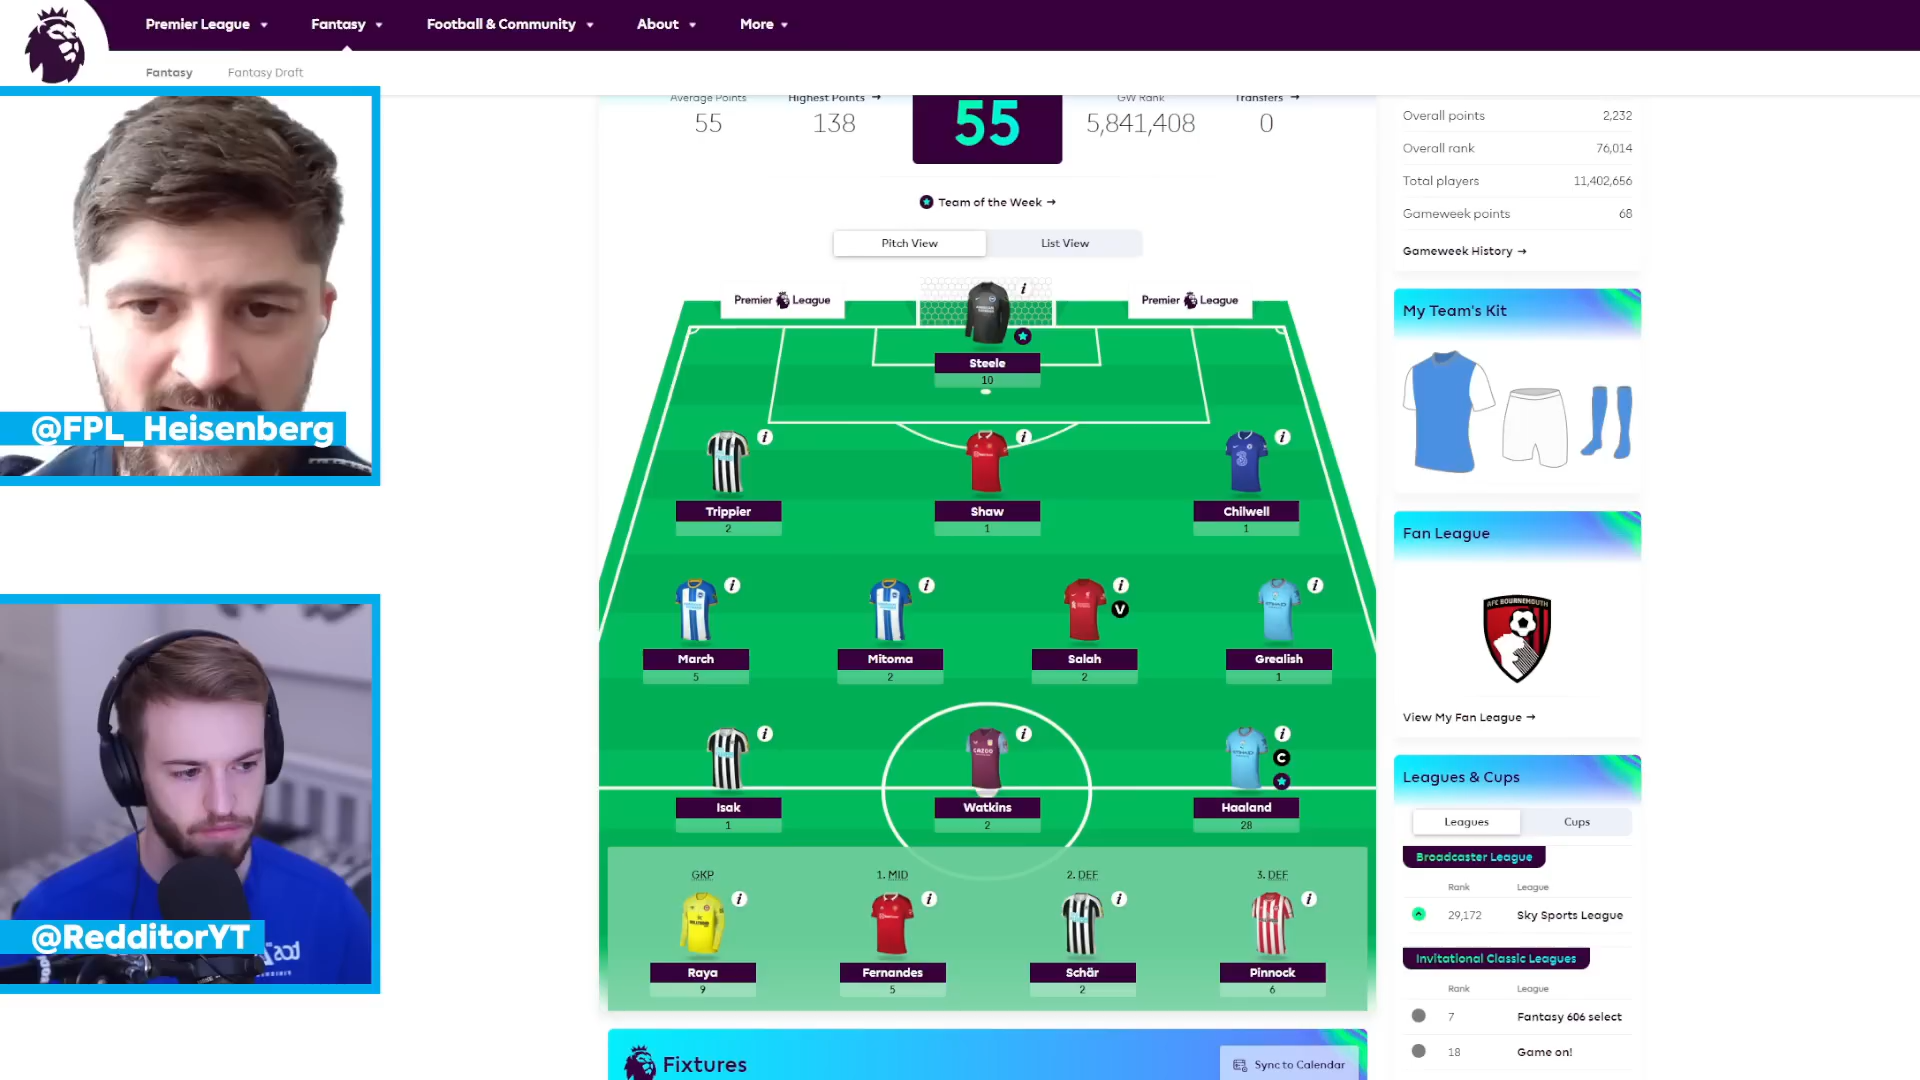 Premier League Fantasy Football & Community About More
Fantasy Fantasy Draft
Average Points Highest Points → GW Rank Transfers →
55 138 55 5,841,408 0
Team of the Week →
Pitch View List View
Premier League Premier League
Steele
10
Trippier Shaw Chilwell
2 1 1
March Mitoma Salah Grealish
5 2 2 1
V
C
Isak Watkins Haaland
1 2 28
GKP 1. MID 2. DEF 3. DEF
Raya Fernandes Schär Pinnock
9 5 2 6
Fixtures
Sync to Calendar
@FPL_Heisenberg
@RedditorYT
Overall points 2,232
Overall rank 76,014
Total players 11,402,656
Gameweek points 68
Gameweek History →
My Team's Kit
Fan League
AFC BOURNEMOUTH
View My Fan League →
Leagues & Cups
Leagues Cups
Broadcaster League
Rank League
29,172 Sky Sports League
Invitational Classic Leagues
Rank League
7 Fantasy 606 select
18 Game on!